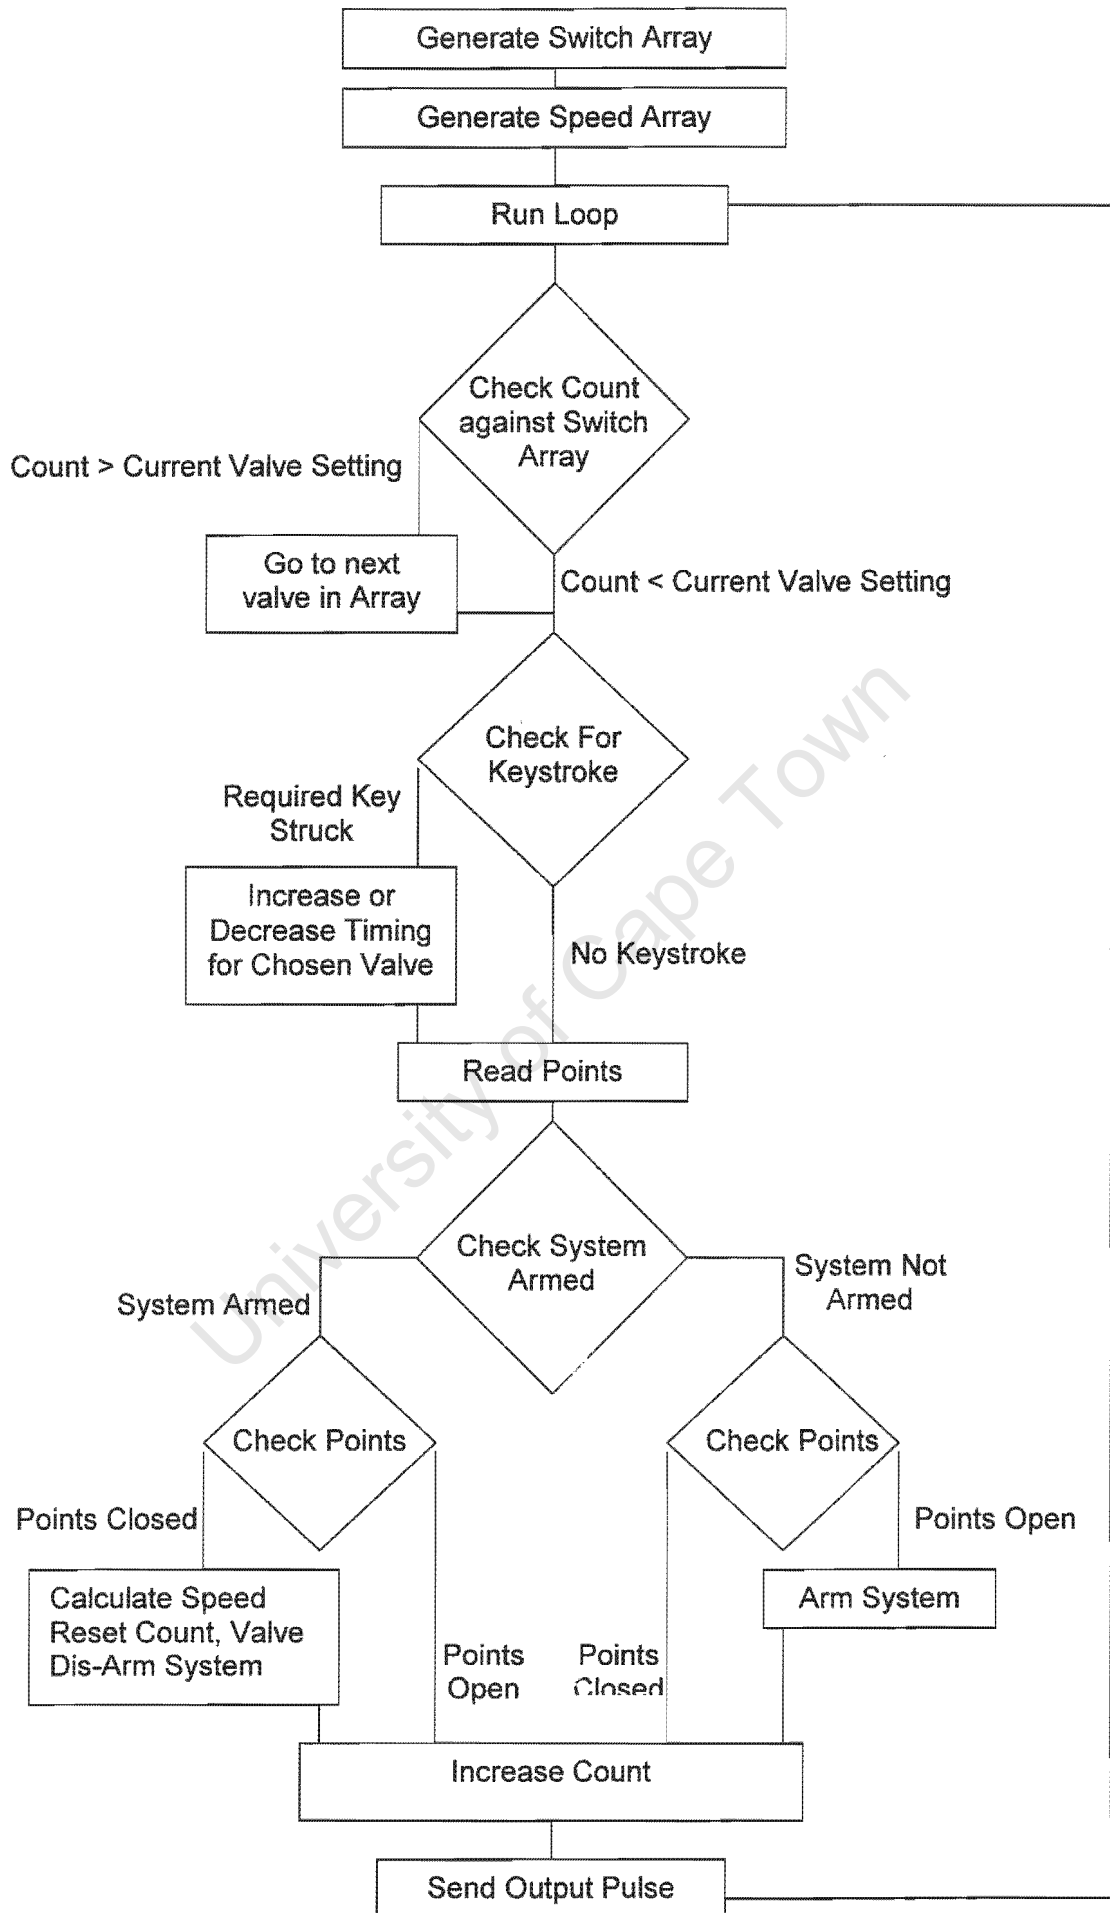 Generate Switch Array
Generate Speed Array
Run Loop
Check Count
against Switch
Array
Count > Current Valve Setting
Go to next
valve in Array
Count < Current Valve Setting
Check For
Keystroke
Required Key
Struck
Increase or
Decrease Timing
for Chosen Valve
No Keystroke
Read Points
Check System
Armed
System Armed
System Not
Armed
Check Points
Check Points
Points Closed
Points Open
Calculate Speed
Reset Count, Valve
Dis-Arm System
Arm System
Points
Open
Points
Closed
Increase Count
Send Output Pulse
University of Cape Town